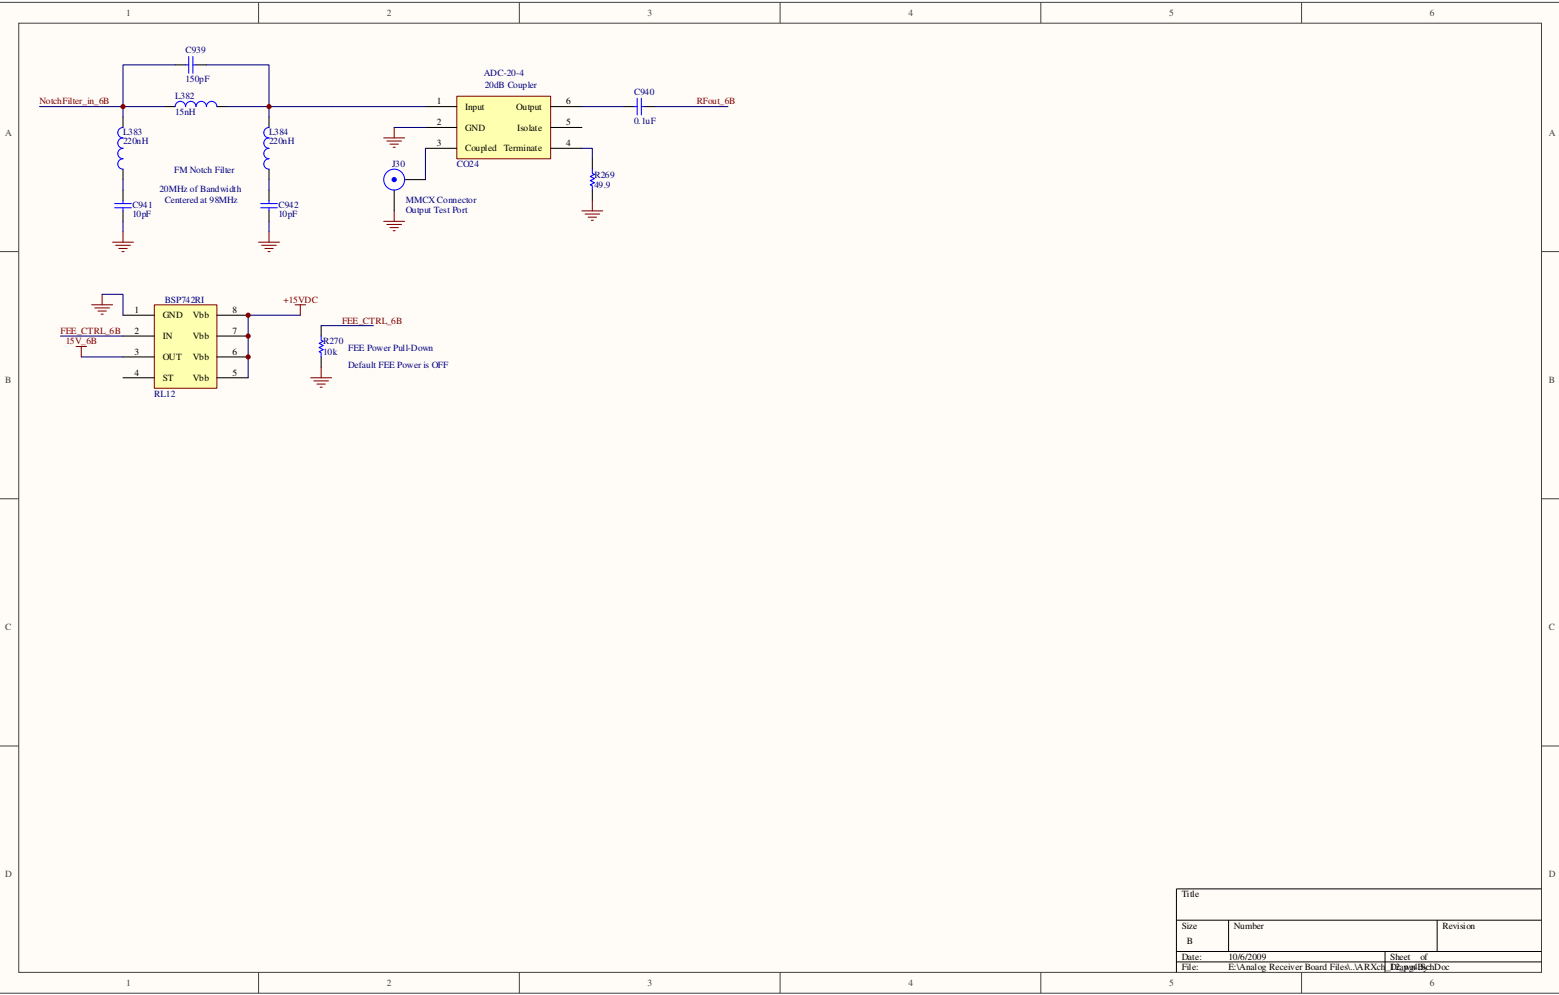 1 2 3 4 5 6
C939
150pF
NotchFilter_in_6B
L382
15nH
ADC-20-4
20dB Coupler
1 Input Output 6
2 GND Isolate 5
3 Coupled Terminate 4
CO24
C940
0.1uF
RFout_6B
A A
L383
220nH
L384
220nH
FM Notch Filter
20MHz of Bandwidth
Centered at 98MHz
J30
R269
49.9
C941
10pF
C942
10pF
MMCX Connector
Output Test Port
BSP742RI
+15VDC
1 GND Vbb 8
FEE_CTRL_6B 2 IN Vbb 7
15V_6B
3 OUT Vbb 6
4 ST Vbb 5
RL12
FEE_CTRL_6B
R270
10k
FEE Power Pull-Down
Default FEE Power is OFF
B B
C C
D D
Title
Size Number Revision
B
Date: 10/6/2009 Sheet of
File: E:\Analog Receiver Board Files\..\ARXch
1 2 3 4 5 6